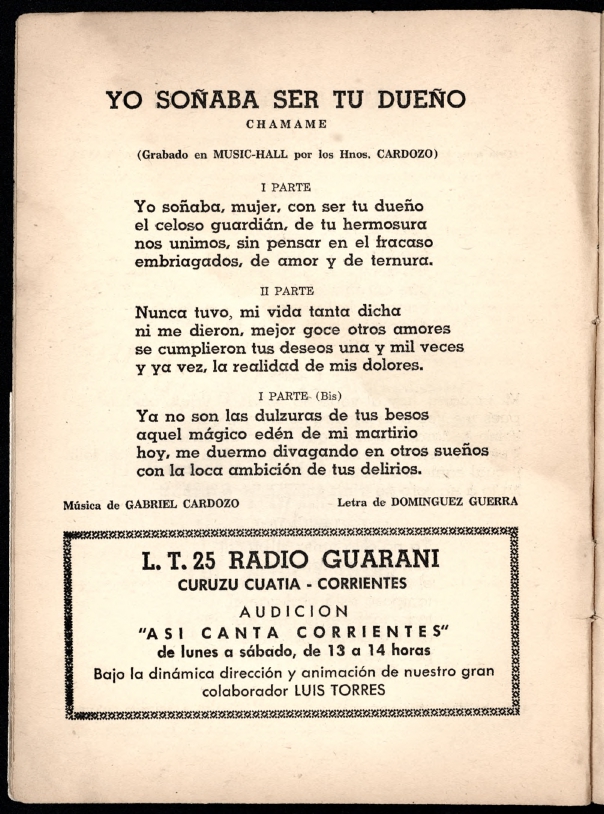 YO SOÑABA SER TU DUEÑO
CHAMAME
(Grabado en MUSIC-HALL por los Hnos. CARDOZO)
I PARTE
Yo soñaba, mujer, con ser tu dueño
el celoso guardián, de tu hermosura
nos unimos, sin pensar en el fracaso
embriagados, de amor y de ternura.
II PARTE
Nunca tuvo, mi vida tanta dicha
ni me dieron, mejor goce otros amores
se cumplieron tus deseos una y mil veces
y ya vez, la realidad de mis dolores.
I PARTE (Bis)
Ya no son las dulzuras de tus besos
aquel mágico edén de mi martirio
hoy, me duermo divagando en otros sueños
con la loca ambición de tus delirios.
Música de GABRIEL CARDOZO Letra de DOMINGUEZ GUERRA
L. T. 25 RADIO GUARANI
CURUZU CUATIA - CORRIENTES
AUDICION
"ASI CANTA CORRIENTES"
de lunes a sábado, de 13 a 14 horas
Bajo la dinámica dirección y animación de nuestro gran
colaborador LUIS TORRES